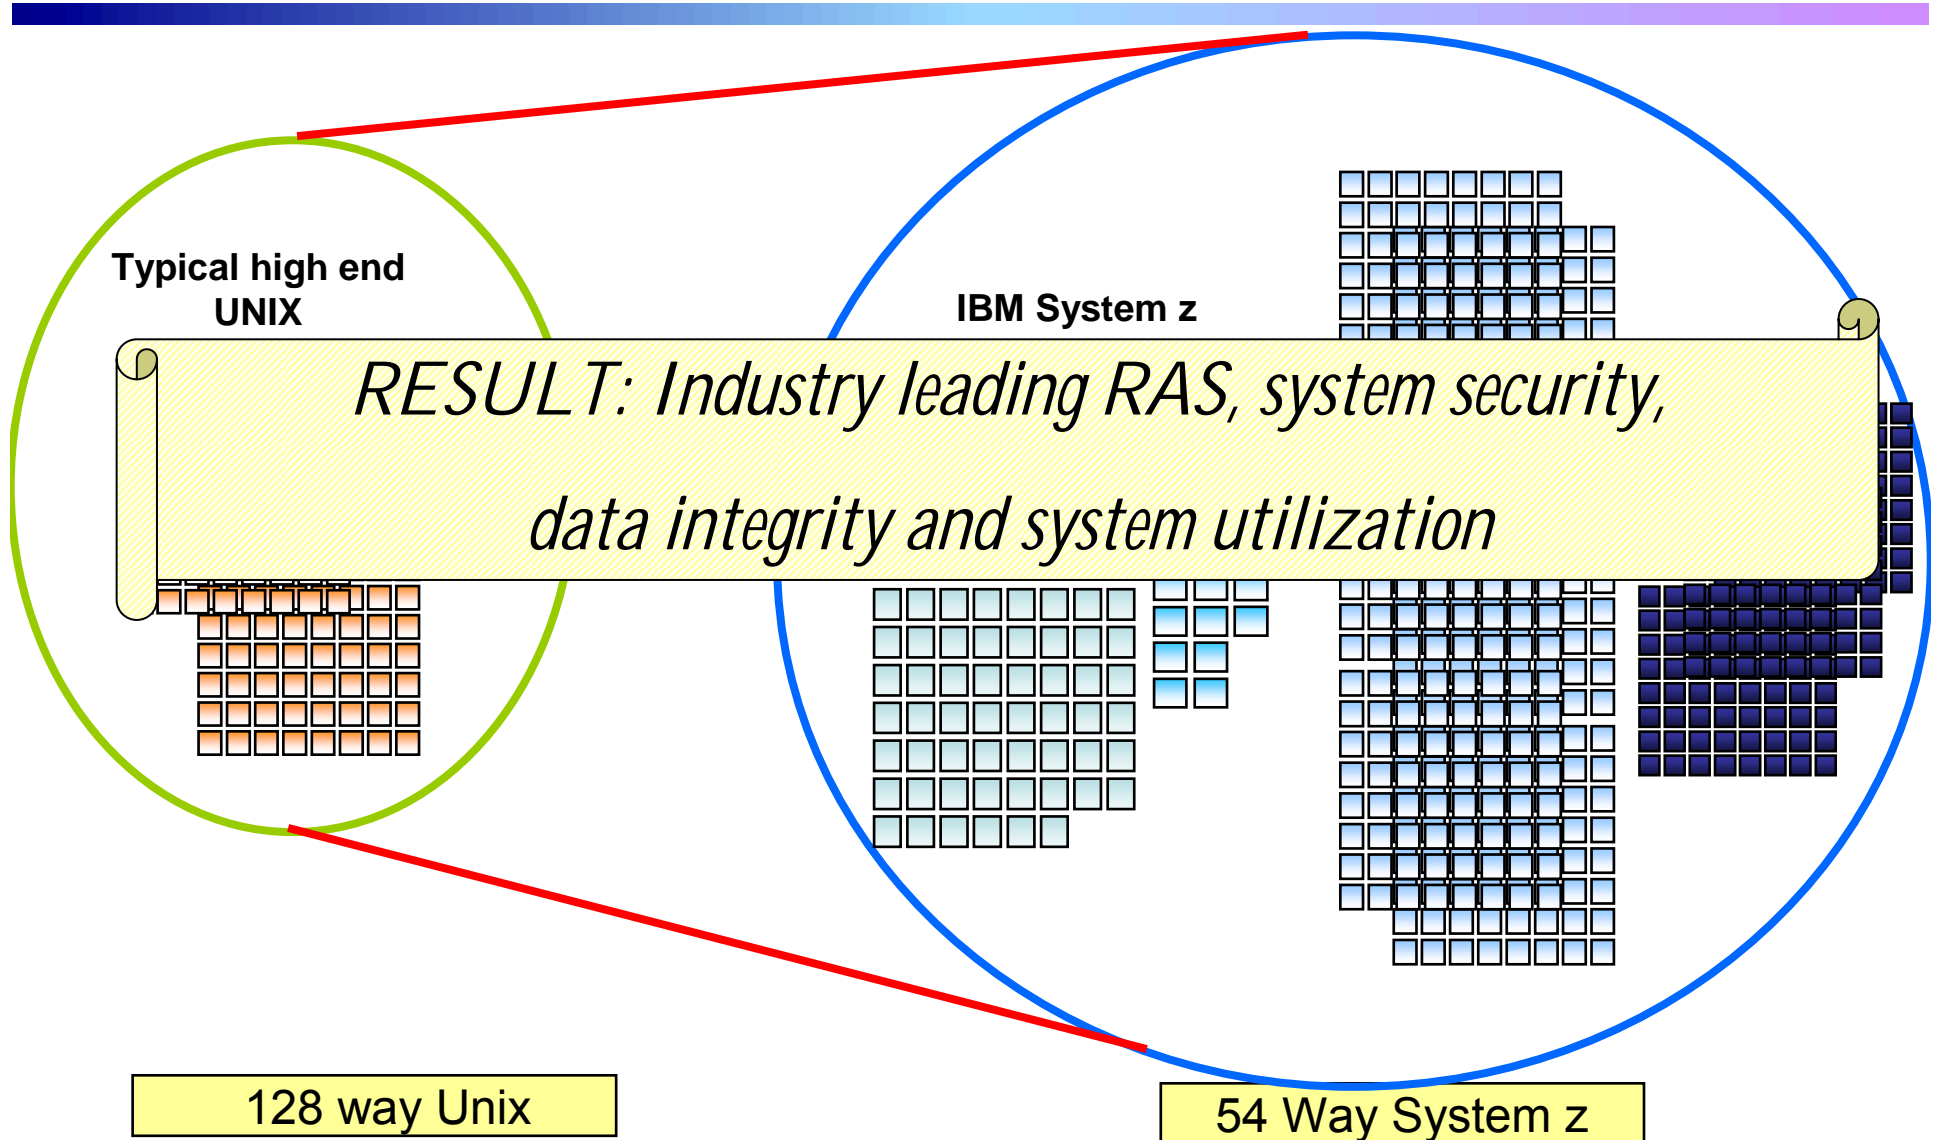 Typical high end
UNIX
IBM System z
RESULT: Industry leading RAS, system security,
data integrity and system utilization
128 way Unix
54 Way System z